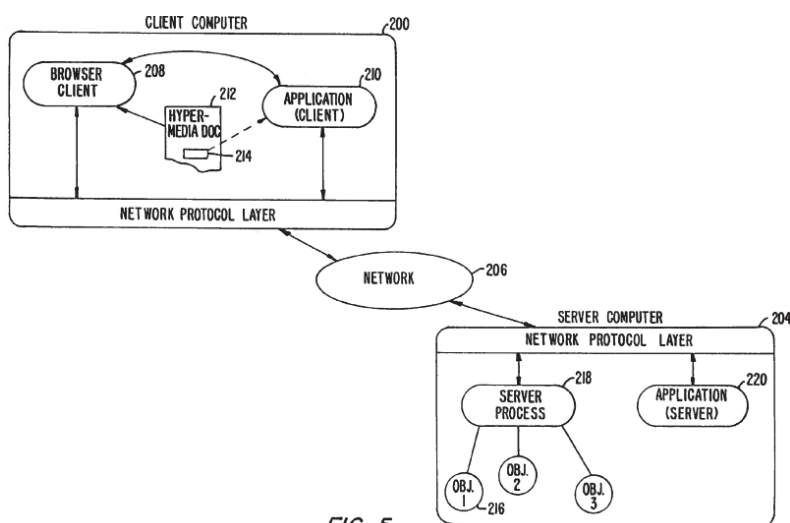 CLIENT COMPUTER
200
BROWSER
CLIENT
208
212
210
APPLICATION
(CLIENT)
HYPER-
MEDIA DOC
214
NETWORK PROTOCOL LAYER
NETWORK
206
SERVER COMPUTER
204
NETWORK PROTOCOL LAYER
218
SERVER
PROCESS
220
APPLICATION
(SERVER)
OBJ.
1
216
OBJ.
2
OBJ.
3
FIG. 5